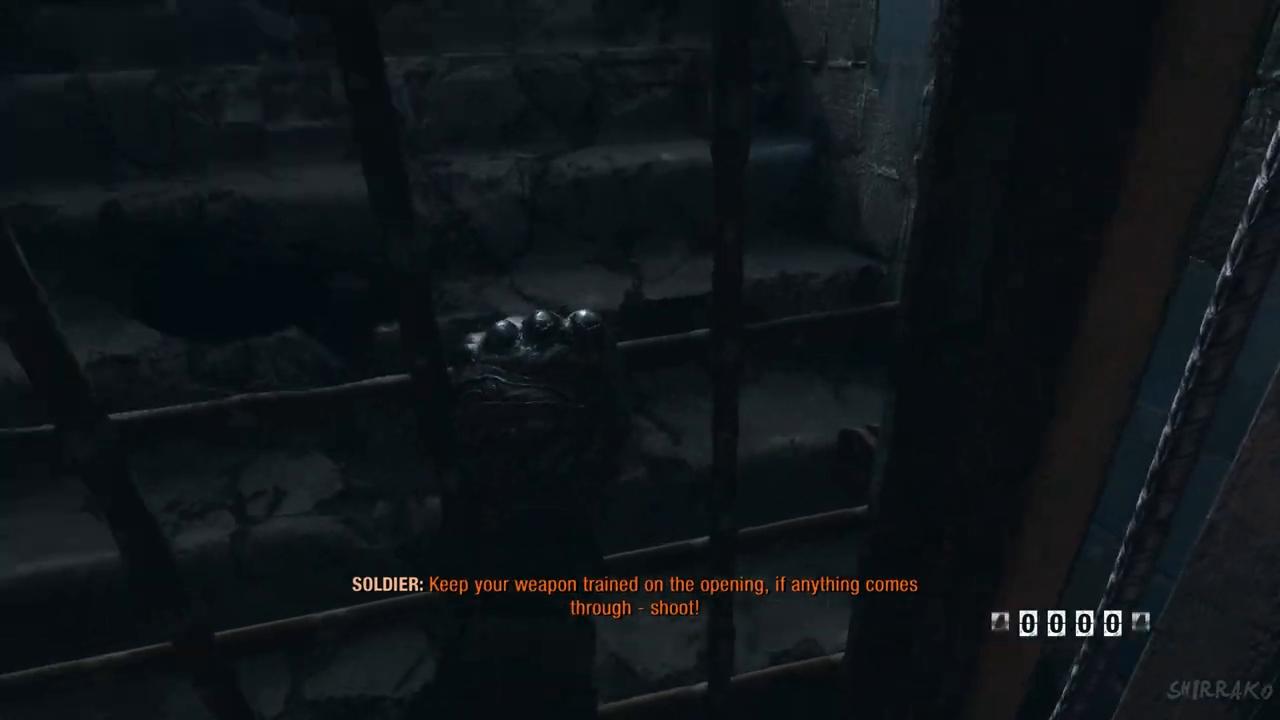 SOLDIER: Keep your weapon trained on the opening, if anything comes
through - shoot!
0000
SHIRRAKO